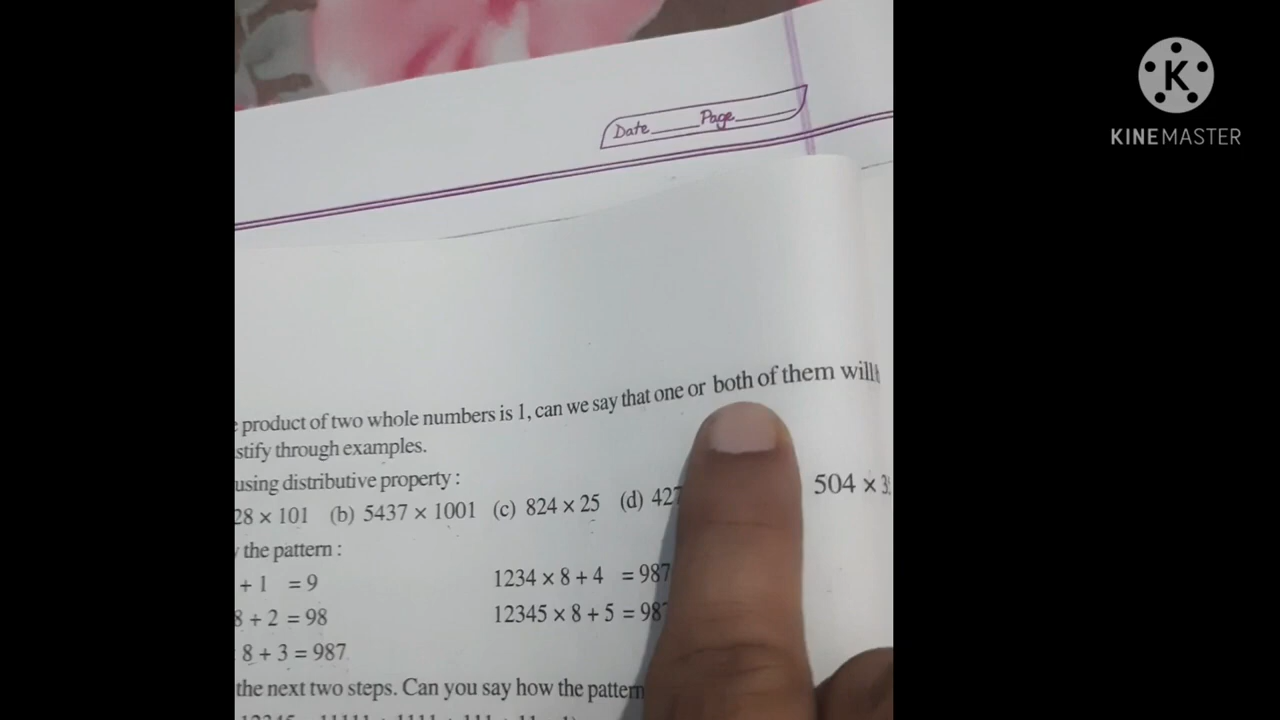 Date Page
K
KINEMASTER
product of two whole numbers is 1, can we say that one or both of them will
stify through examples.
using distributive property :
28 × 101 (b) 5437 × 1001 (c) 824 × 25 (d) 427 504 × 3
the pattern :
+ 1 = 9 1234 × 8 + 4 = 987
8 + 2 = 98 12345 × 8 + 5 = 987
8 + 3 = 987
the next two steps. Can you say how the pattern